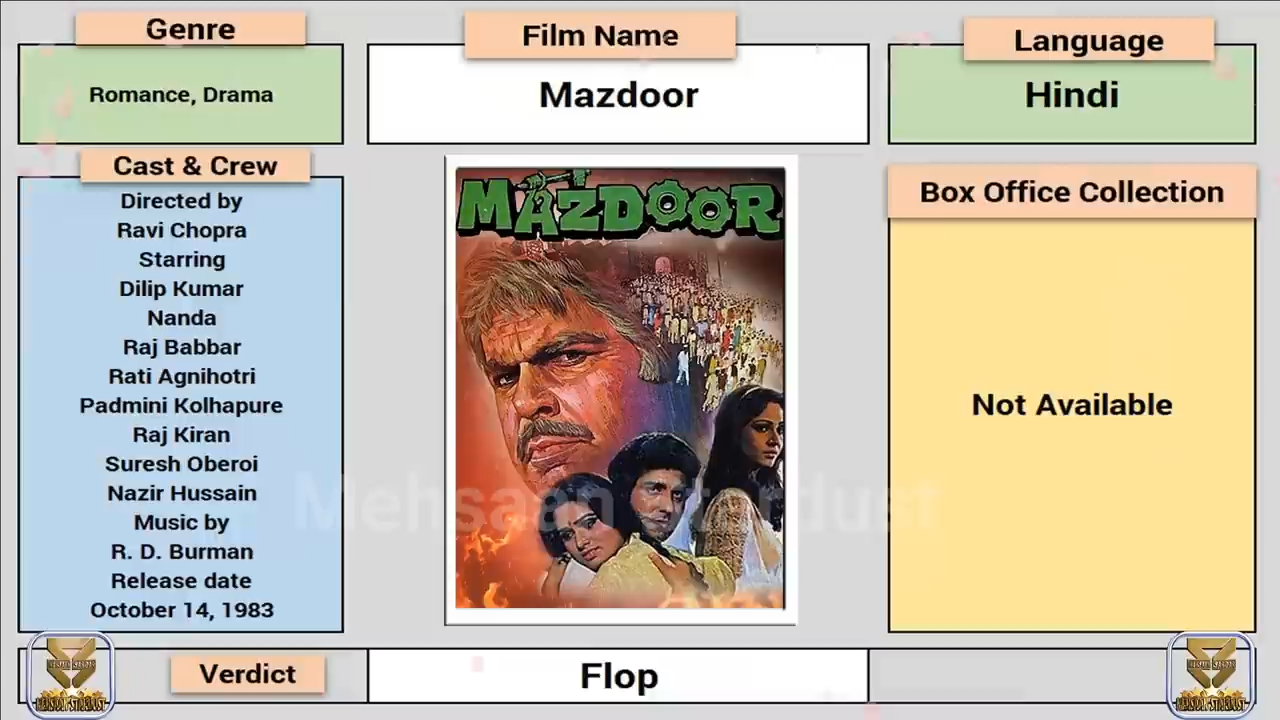 Genre
Romance, Drama
Film Name
Mazdoor
Language
Hindi
Cast & Crew
Directed by
Ravi Chopra
Starring
Dilip Kumar
Nanda
Raj Babbar
Rati Agnihotri
Padmini Kolhapure
Raj Kiran
Suresh Oberoi
Nazir Hussain
Music by
R. D. Burman
Release date
October 14, 1983
MAZDOOR
Box Office Collection
Not Available
Mehsaan Stardust
Verdict
Flop